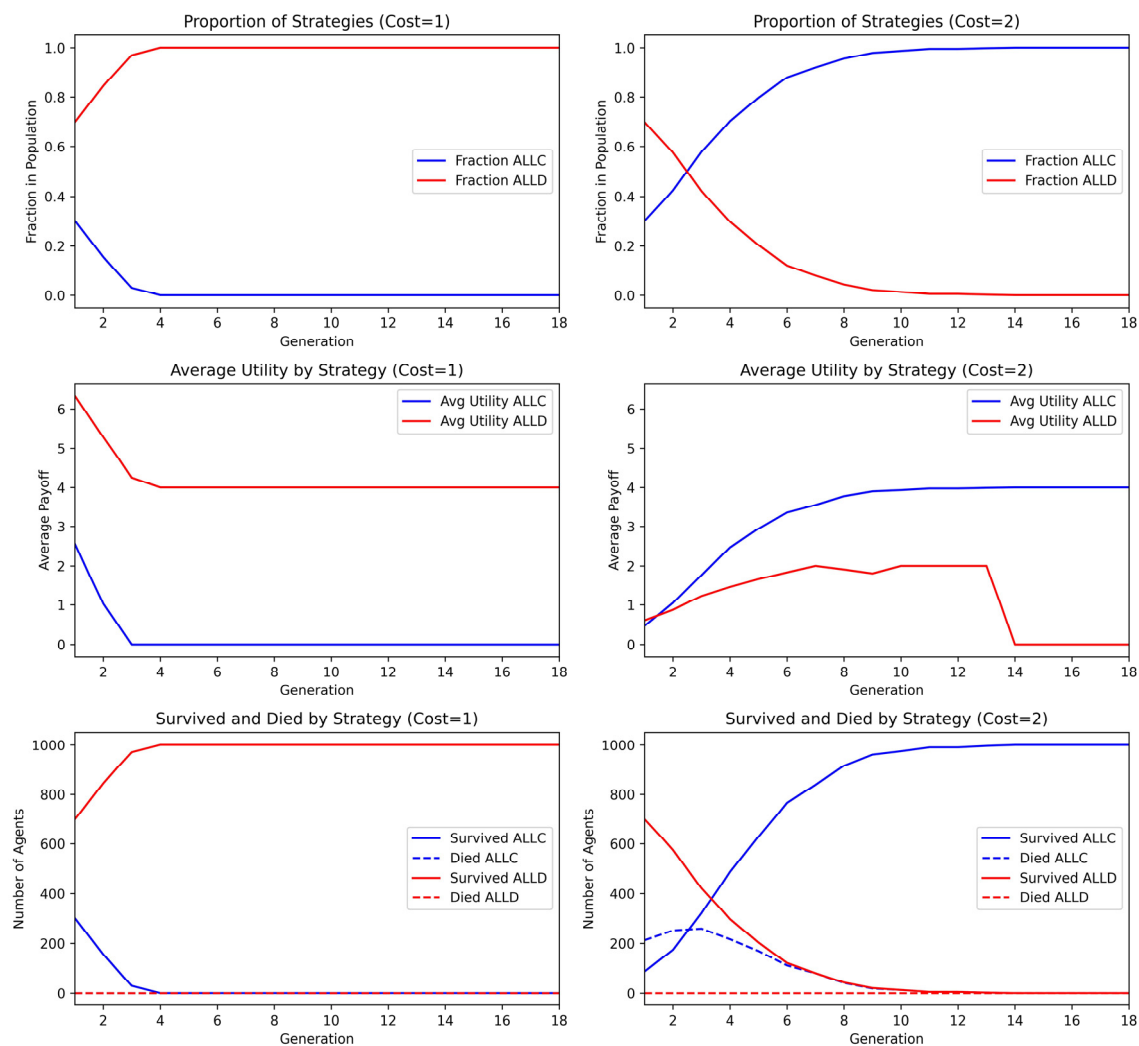 Proportion of Strategies (Cost=1)
Fraction in Population
1.0
0.8
0.6
0.4
0.2
0.0
Fraction ALLC
Fraction ALLD
2 4 6 8 10 12 14 16 18
Generation
Proportion of Strategies (Cost=2)
Fraction in Population
1.0
0.8
0.6
0.4
0.2
0.0
Fraction ALLC
Fraction ALLD
2 4 6 8 10 12 14 16 18
Generation
Average Utility by Strategy (Cost=1)
Average Payoff
6
5
4
3
2
1
0
Avg Utility ALLC
Avg Utility ALLD
2 4 6 8 10 12 14 16 18
Generation
Average Utility by Strategy (Cost=2)
Average Payoff
6
5
4
3
2
1
0
Avg Utility ALLC
Avg Utility ALLD
2 4 6 8 10 12 14 16 18
Generation
Survived and Died by Strategy (Cost=1)
Number of Agents
1000
800
600
400
200
0
Survived ALLC
Died ALLC
Survived ALLD
Died ALLD
2 4 6 8 10 12 14 16 18
Generation
Survived and Died by Strategy (Cost=2)
Number of Agents
1000
800
600
400
200
0
Survived ALLC
Died ALLC
Survived ALLD
Died ALLD
2 4 6 8 10 12 14 16 18
Generation